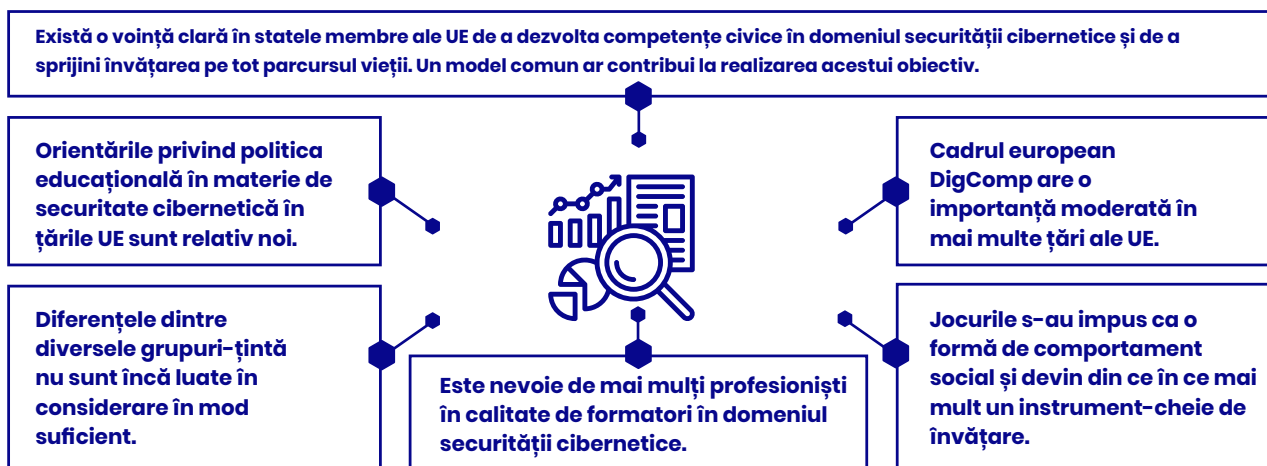 Există o voință clară în statele membre ale UE de a dezvolta competențe civice în domeniul securității cibernetice și de a
sprijini învățarea pe tot parcursul vieții. Un model comun ar contribui la realizarea acestui obiectiv.
Orientările privind politica
educațională în materie de
securitate cibernetică în
țările UE sunt relativ noi.
Cadrul european
DigComp are o
importanță moderată în
mai multe țări ale UE.
Diferențele dintre
diversele grupuri-țintă
nu sunt încă luate în
considerare în mod
suficient.
Este nevoie de mai mulți profesioniști
în calitate de formatori în domeniul
securității cibernetice.
Jocurile s-au impus ca o
formă de comportament
social și devin din ce în ce mai
mult un instrument-cheie de
învățare.